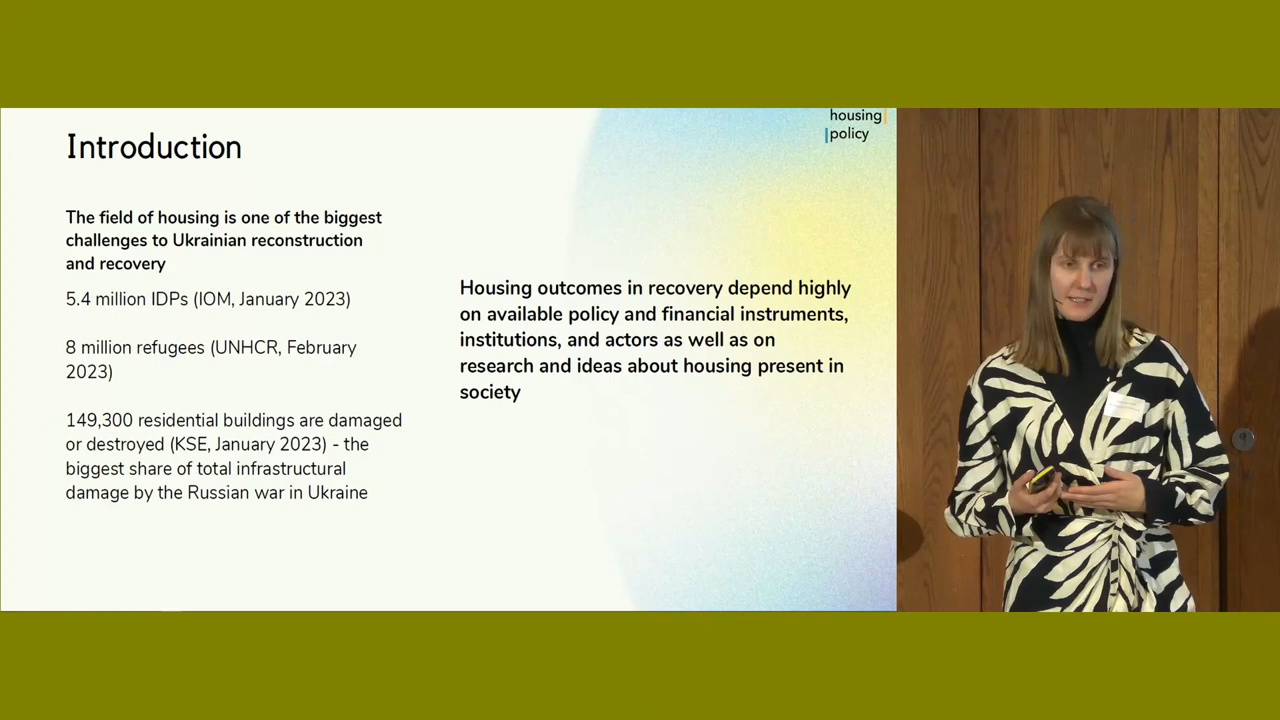 Introduction
The field of housing is one of the biggest
challenges to Ukrainian reconstruction
and recovery
5.4 million IDPs (IOM, January 2023)
8 million refugees (UNHCR, February
2023)
149,300 residential buildings are damaged
or destroyed (KSE, January 2023) - the
biggest share of total infrastructural
damage by the Russian war in Ukraine
Housing outcomes in recovery depend highly
on available policy and financial instruments,
institutions, and actors as well as on
research and ideas about housing present in
society
housing
policy